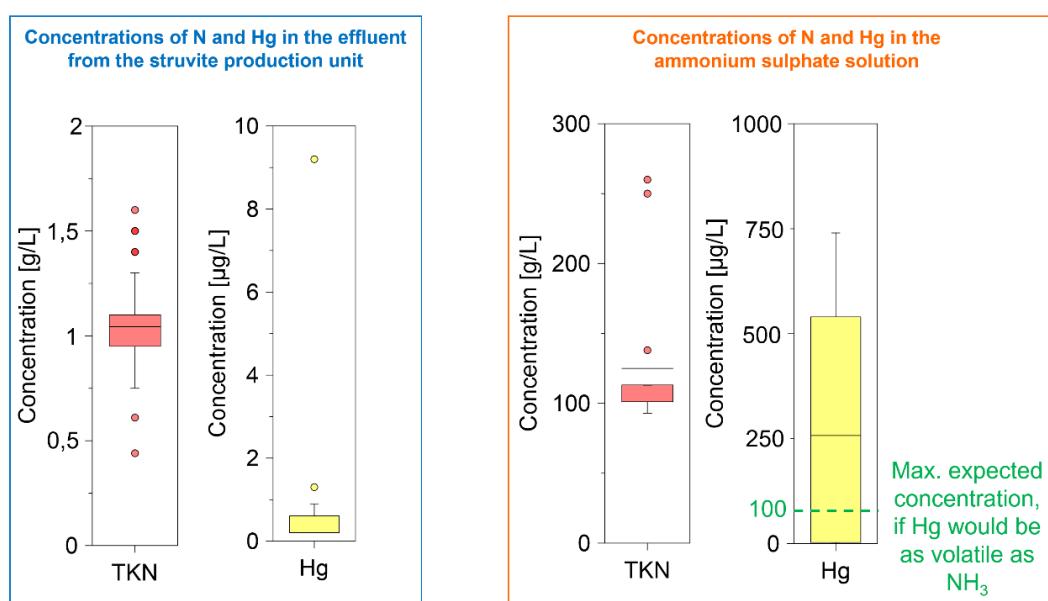 Concentrations of N and Hg in the effluent
from the struvite production unit
Concentration [g/L]
2
1,5
1
0,5
0
TKN
Concentration [µg/L]
10
8
6
4
2
0
Hg
Concentrations of N and Hg in the
ammonium sulphate solution
Concentration [g/L]
300
200
100
0
TKN
Concentration [µg/L]
1000
750
500
250
100
0
Hg
Max. expected
concentration,
if Hg would be
as volatile as
NH₃